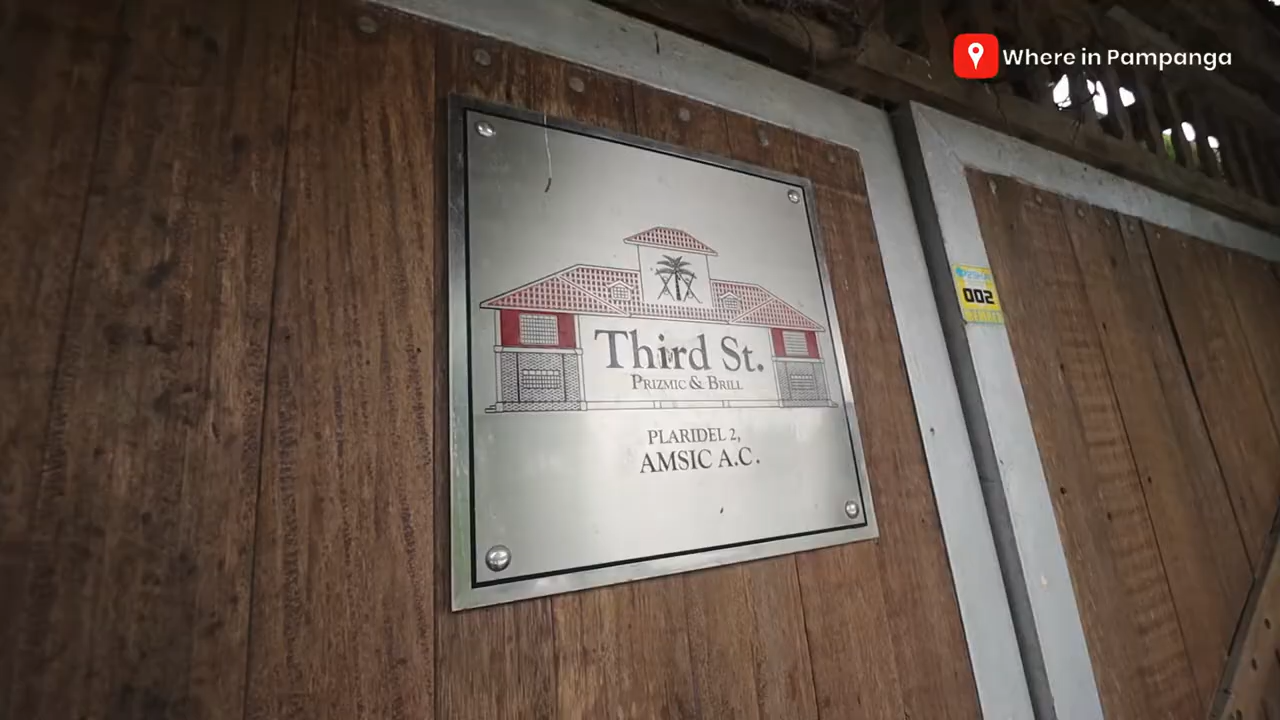 Where in Pampanga
Third St.
PRIZMIC & BRILL
PLARIDEL 2,
AMSIC A.C.
002